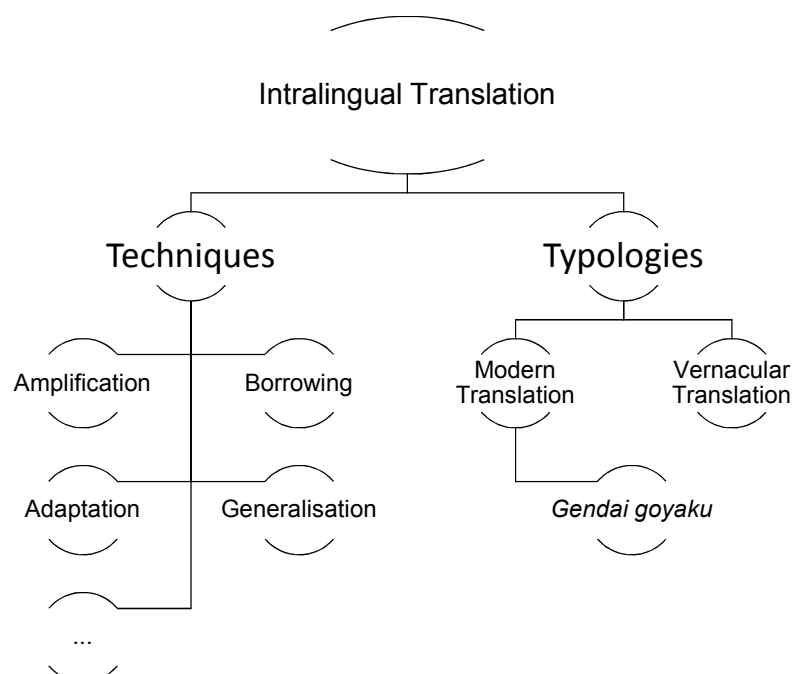 Intralingual Translation
Techniques
Typologies
Amplification
Borrowing
Modern
Translation
Vernacular
Translation
Adaptation
Generalisation
Gendai goyaku
...